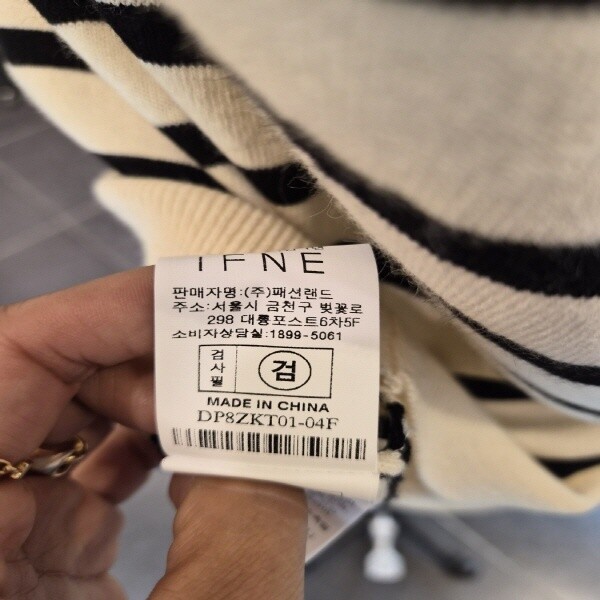 IFNE
판매자명:(주)패션랜드
주소:서울시 금천구 벚꽃로
298 대륭포스트6차5F
소비자상담실:1899-5061
검사필
검
MADE IN CHINA
DP8ZKT01-04F